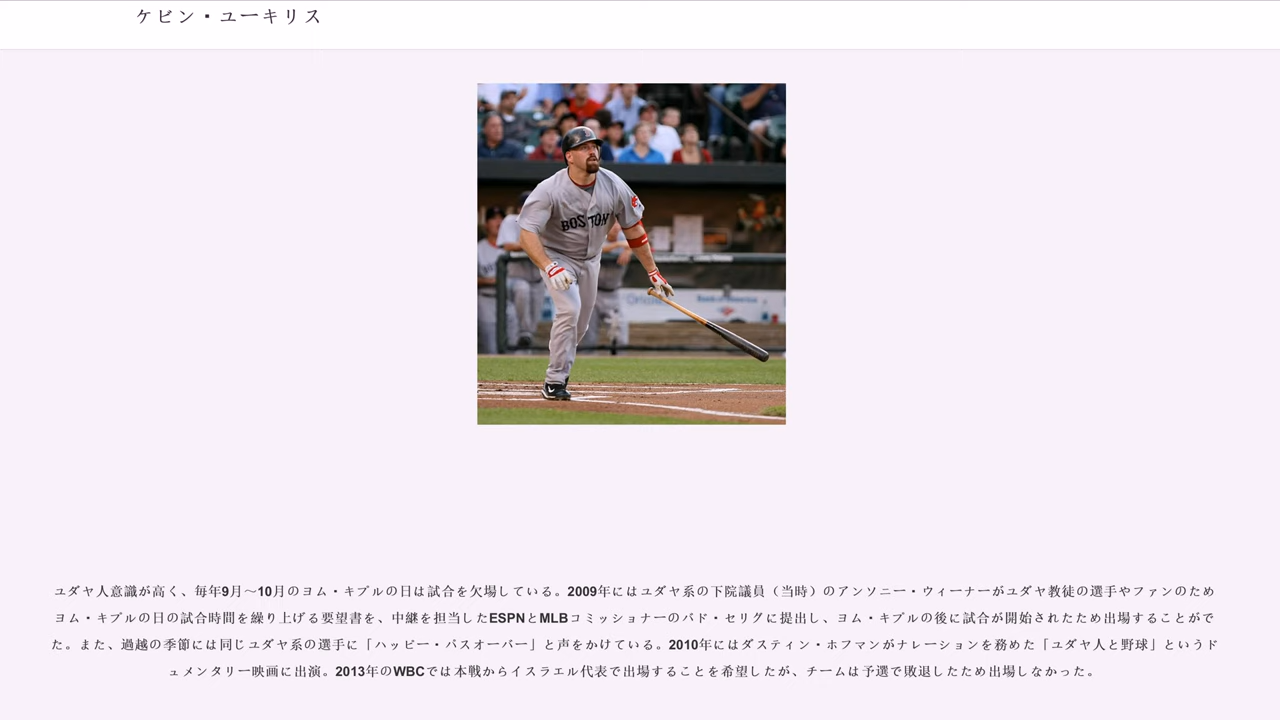 ケビン・ユーキリス
BOSTON
Bank of America
ユダヤ人意識が高く、毎年9月〜10月のヨム・キプルの日は試合を欠場している。2009年にはユダヤ系の下院議員（当時）のアンソニー・ウィーナーがユダヤ教徒の選手やファンのため
ヨム・キプルの日の試合時間を繰り上げる要望書を、中継を担当したESPNとMLBコミッショナーのバド・セリグに提出し、ヨム・キプルの後に試合が開始されたため出場することがで
た。また、過越の季節には同じユダヤ系の選手に「ハッピー・パスオーバー」と声をかけている。2010年にはダスティン・ホフマンがナレーションを務めた「ユダヤ人と野球」というド
ュメンタリー映画に出演。2013年のWBCでは本戦からイスラエル代表で出場することを希望したが、チームは予選で敗退したため出場しなかった。